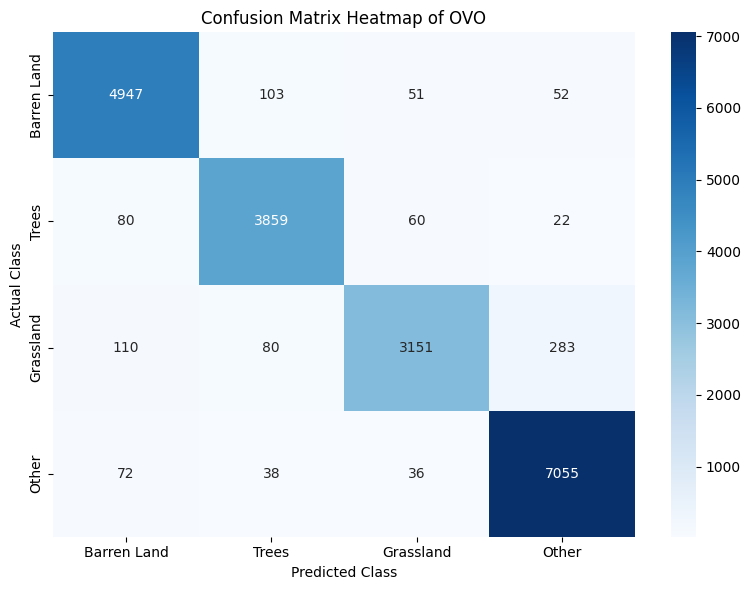 Confusion Matrix Heatmap of OVO
Actual Class
Barren Land
4947 103 51 52
Trees
80 3859 60 22
Grassland
110 80 3151 283
Other
72 38 36 7055
Barren Land Trees Grassland Other
Predicted Class
7000
6000
5000
4000
3000
2000
1000